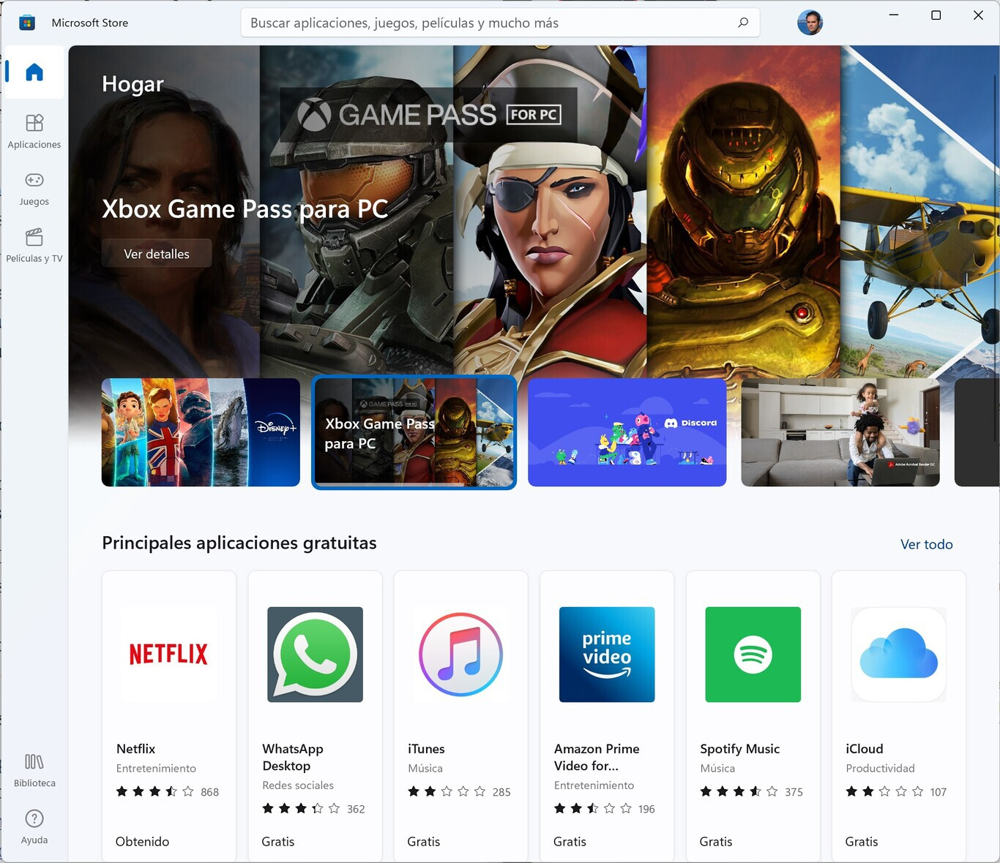 Microsoft Store
Buscar aplicaciones, juegos, películas y mucho más
Hogar
GAME PASS FOR PC
Aplicaciones
Juegos
Xbox Game Pass para PC
Ver detalles
Películas y TV
Disney+
GAME PASS FOR PC
Xbox Game Pass
para PC
Discord
Adobe Acrobat Reader DC
Principales aplicaciones gratuitas
Ver todo
NETFLIX
prime
video
Netflix
Entretenimiento
868
Obtenido
WhatsApp
Desktop
Redes sociales
362
Gratis
iTunes
Música
285
Gratis
Amazon Prime
Video for...
Entretenimiento
196
Gratis
Spotify Music
Música
375
Gratis
iCloud
Productividad
107
Gratis
Biblioteca
Ayuda